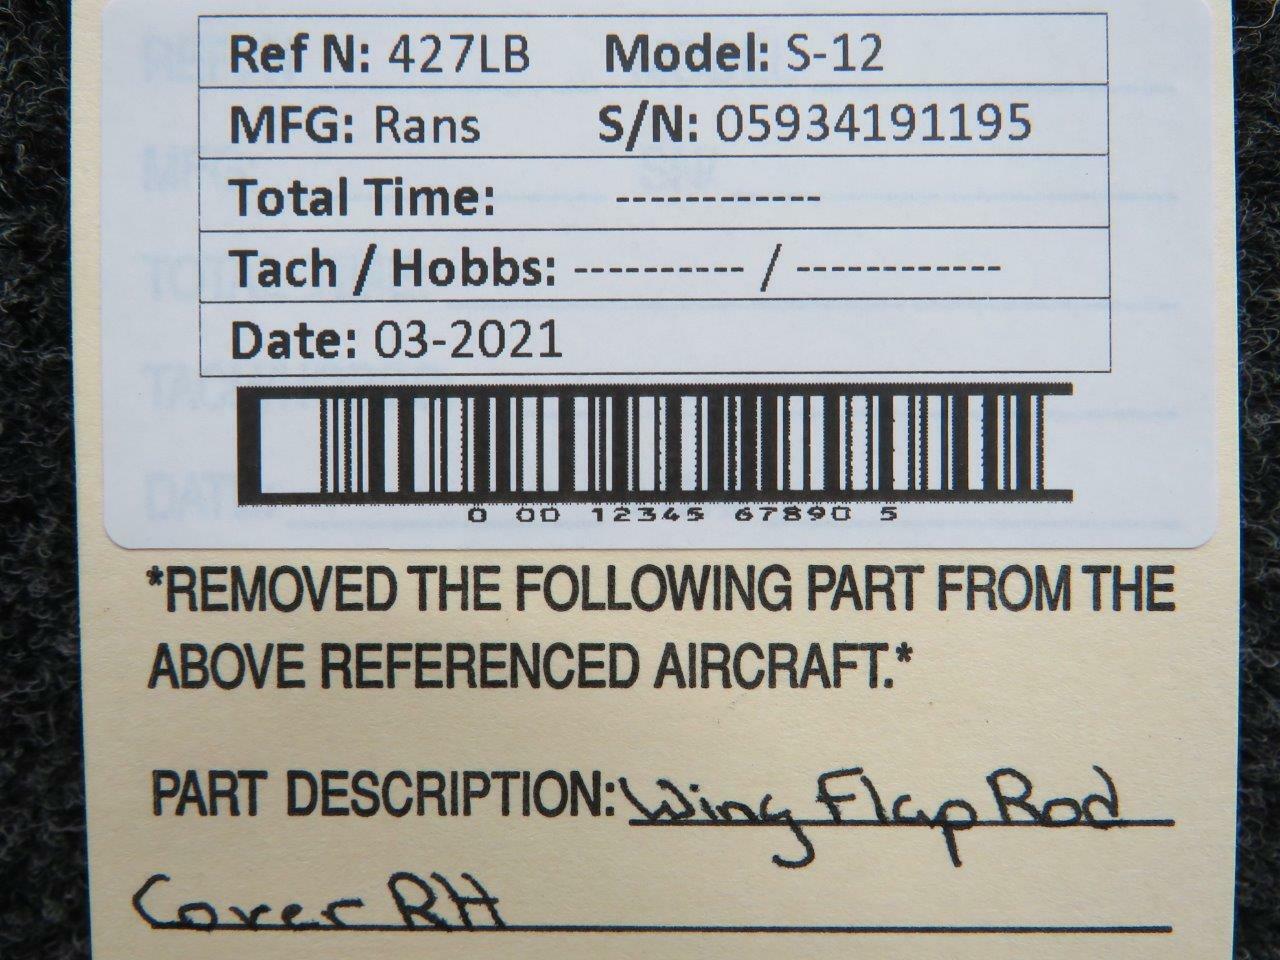 Ref N: 427LB Model: S-12
MFG: Rans S/N: 05934191195
Total Time: ------------
Tach / Hobbs: ---------- / ------------
Date: 03-2021
0 00 12345 67890 5
*REMOVED THE FOLLOWING PART FROM THE
ABOVE REFERENCED AIRCRAFT.*
PART DESCRIPTION: Wing Flap Rod
Cover RH